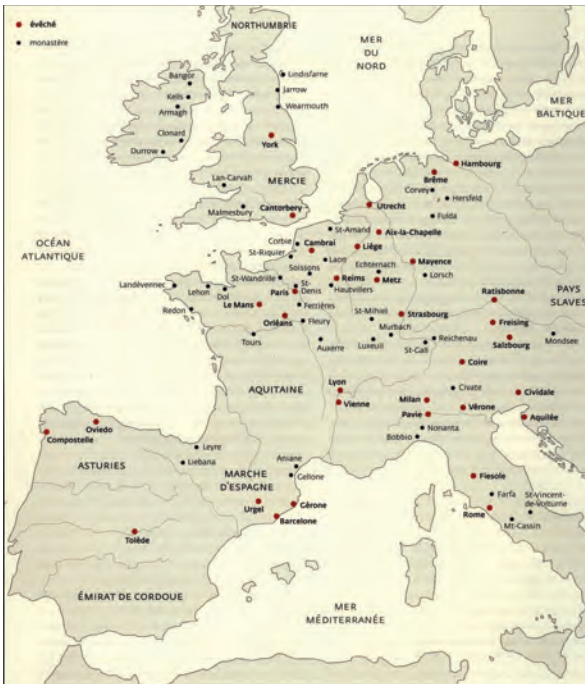 évêché
monastère
NORTHUMBRIE
MER
DU
NORD
MER
BALTIQUE
Lindisfarne
Jarrow
Wearmouth
Bangor
Kells
Armagh
Clonard
Durrow
York
MERCIE
Lan-Carvah
Malmesbury
Cantorbery
Hambourg
Brême
Corvey
Hersfeld
Fulda
Utrecht
OCÉAN
ATLANTIQUE
St-Amand
Aix-la-Chapelle
Corbie
Cambrai
Liège
St-Riquier
Laon
Echternach
Mayence
Lorsch
Soissons
Reims
Metz
St-Wandrille
St-
Denis
Hautvillers
Paris
Landévennec
Lehon
Dol
Redon
Le Mans
Ferrières
Orléans
Fleury
Tours
Auxerre
St-Mihiel
Strasbourg
Murbach
Luxeuil
St-Gall
Reichenau
Ratisbonne
PAYS
SLAVES
Freising
Salzbourg
Mondsee
Coire
AQUITAINE
Lyon
Vienne
Civate
Milan
Pavie
Vérone
Cividale
Aquilée
Nonanta
Bobbio
Oviedo
Compostelle
ASTURIES
Leyre
Liebana
Aniane
Gellone
MARCHE
D'ESPAGNE
Urgel
Gérone
Barcelone
Fiesole
Farfa
St-Vincent-
de-Volturne
Rome
Mt-Cassin
Tolède
ÉMIRAT DE CORDOUE
MER
MÉDITERRANÉE